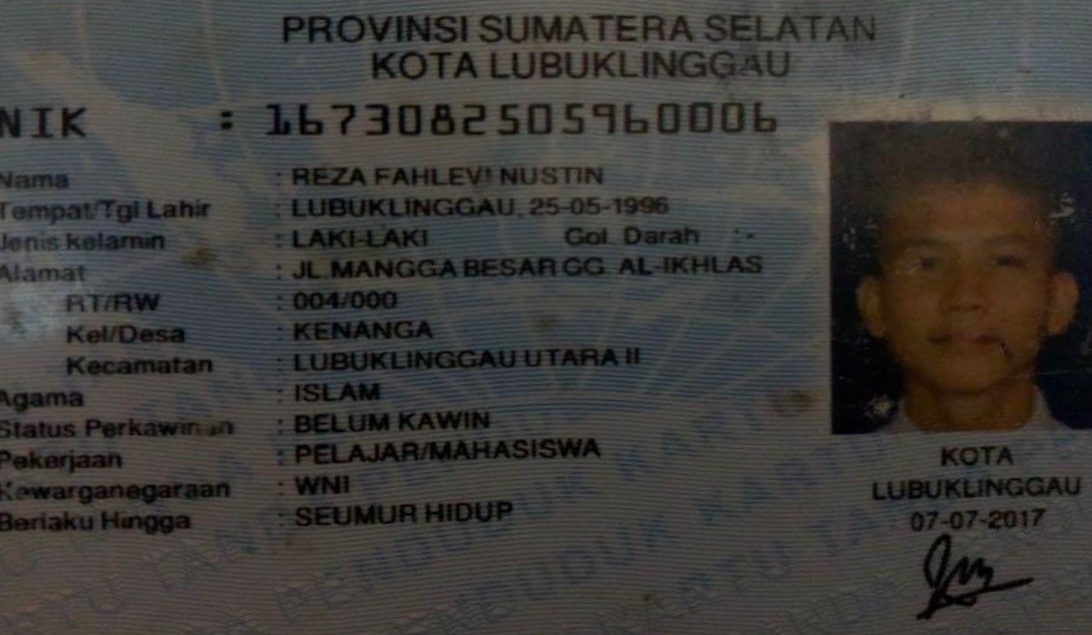 PROVINSI SUMATERA SELATAN
KOTA LUBUKLINGGAU
NIK : 1673082505960006
Nama : REZA FAHLEVI NUSTIN
Tempat/Tgl Lahir : LUBUKLINGGAU, 25-05-1996
Jenis kelamin : LAKI-LAKI Gol. Darah : -
Alamat : JL.MANGGA BESAR GG. AL-IKHLAS
RT/RW : 004/000
Kel/Desa : KENANGA
Kecamatan : LUBUKLINGGAU UTARA II
Agama : ISLAM
Status Perkawinan : BELUM KAWIN
Pekerjaan : PELAJAR/MAHASISWA
Kewarganegaraan : WNI
Berlaku Hingga : SEUMUR HIDUP
KOTA
LUBUKLINGGAU
07-07-2017